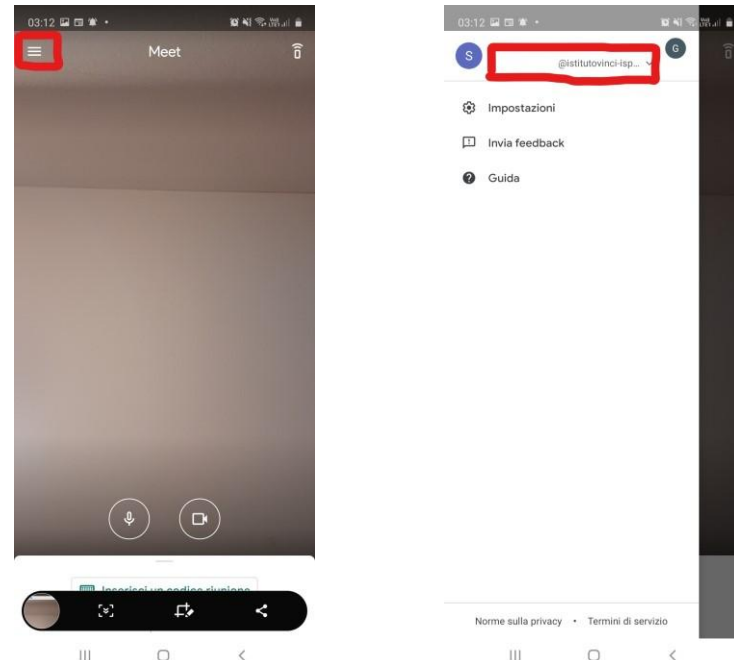 03:12
Meet
Inserisci un codice riunione
03:12
S
@istitutovinci-isp...
G
Impostazioni
Invia feedback
Guida
Norme sulla privacy • Termini di servizio